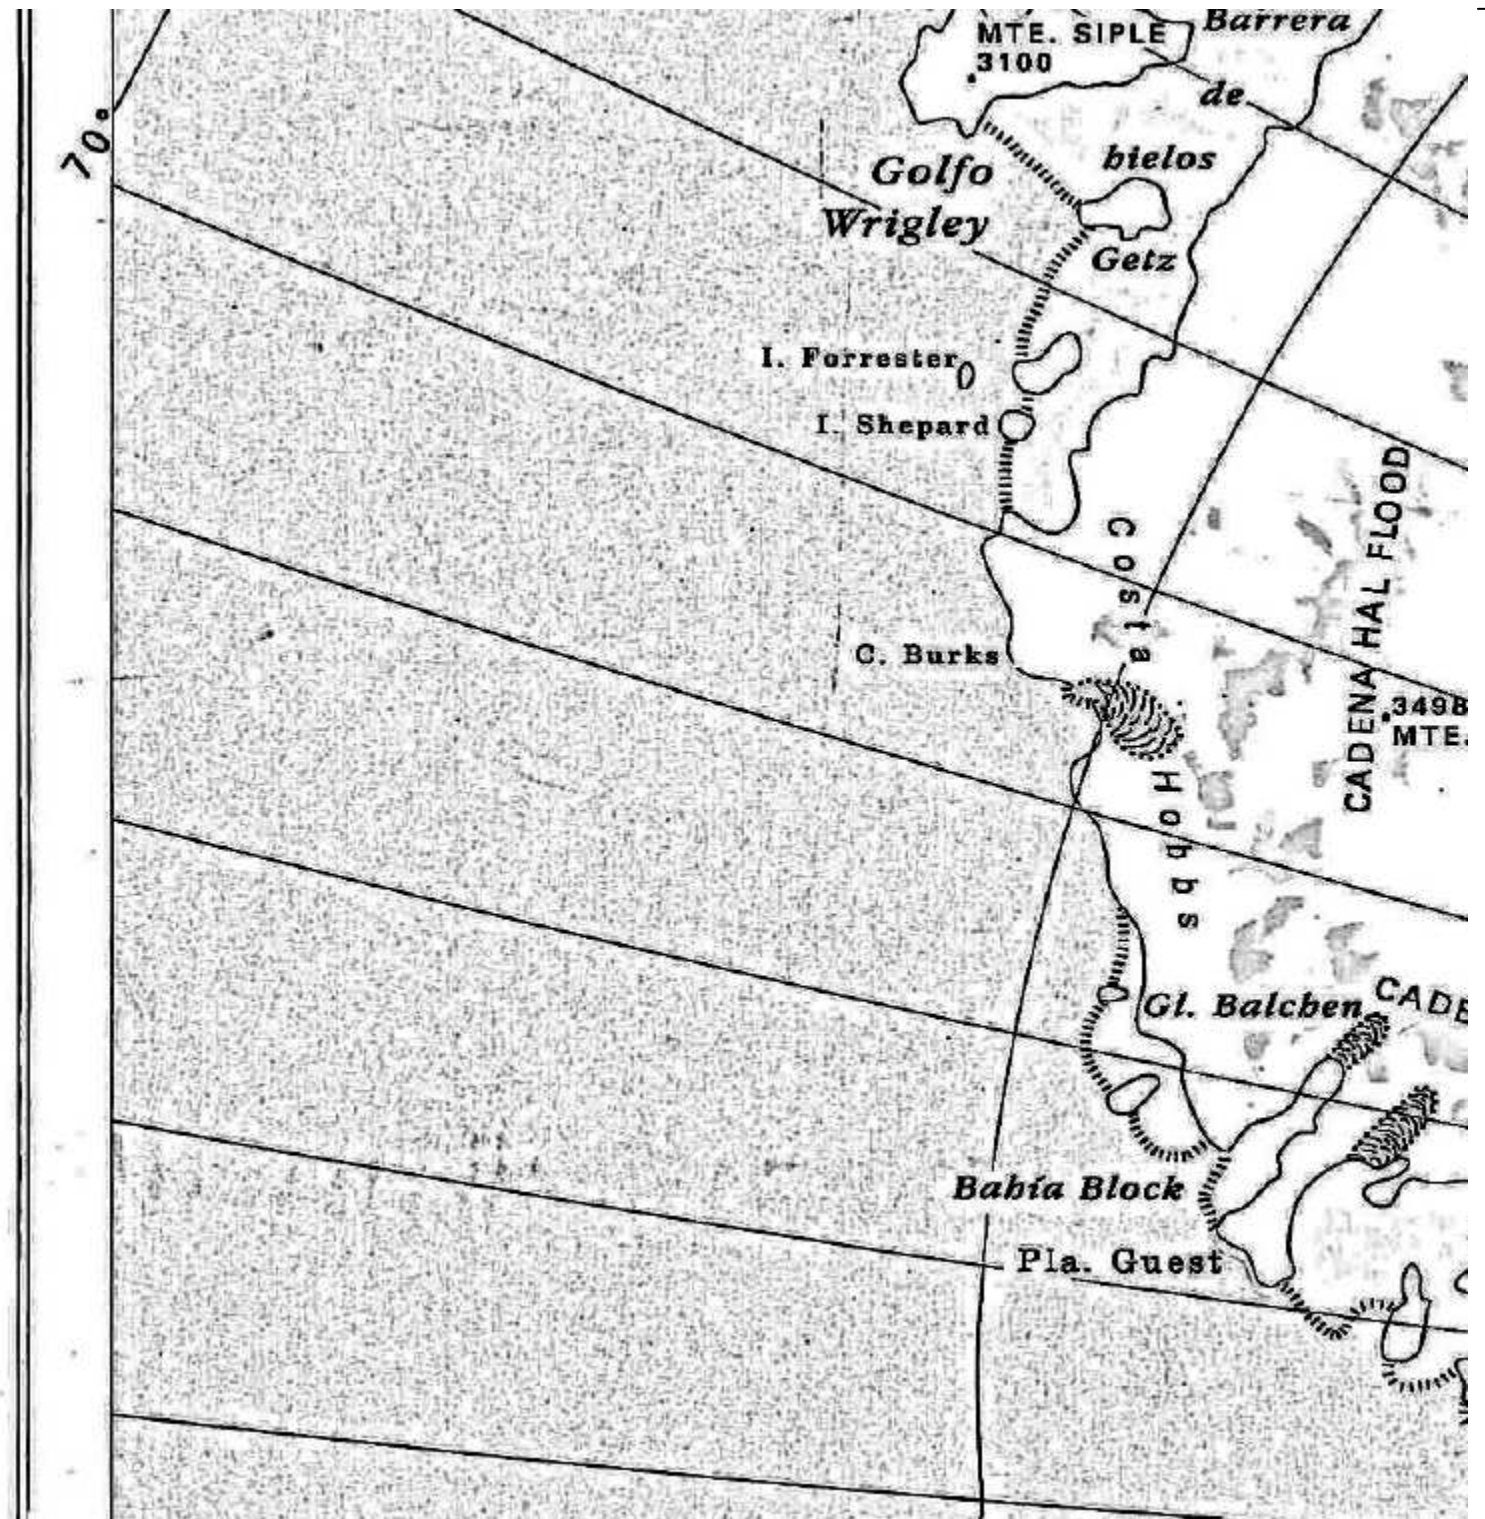 Barrera
MTE. SIPLE
3100
de
70°
hielos
Golfo
Wrigley
Getz
I. Forrester
I. Shepard
CADENA HAL FLOOD
Costa
C. Burks
3498
MTE.
Hobbs
CADE
Gl. Balchen
Bahía Block
Pla. Guest